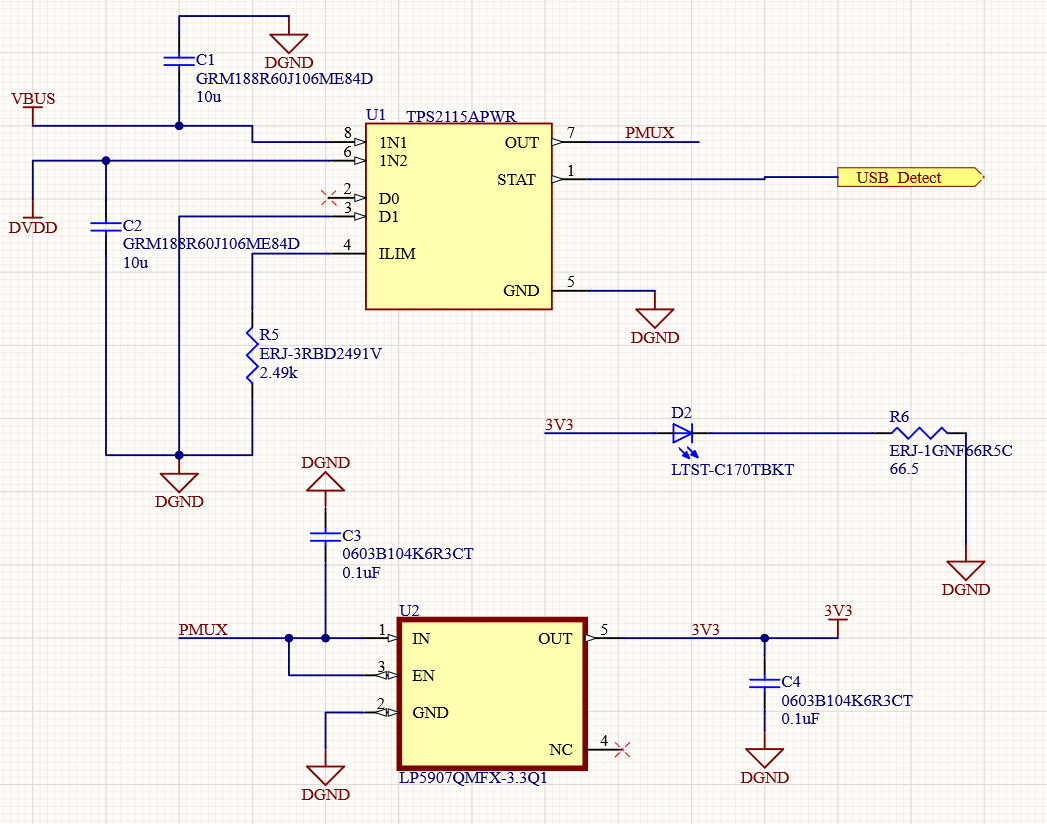 C1
DGND
GRM188R60J106ME84D
10u
VBUS
U1 TPS2115APWR
8 1N1 OUT 7 PMUX
6 1N2
STAT 1 USB_Detect
2 D0
3 D1
DVDD
C2
GRM188R60J106ME84D
10u
4 ILIM
GND 5
DGND
R5
ERJ-3RBD2491V
2.49k
3V3
D2
LTST-C170TBKT
R6
ERJ-1GNF66R5C
66.5
DGND
DGND
DGND
C3
0603B104K6R3CT
0.1uF
U2
PMUX 1 IN OUT 5 3V3
3V3
3 EN
2 GND
C4
0603B104K6R3CT
0.1uF
NC 4
LP5907QMFX-3.3Q1
DGND
DGND